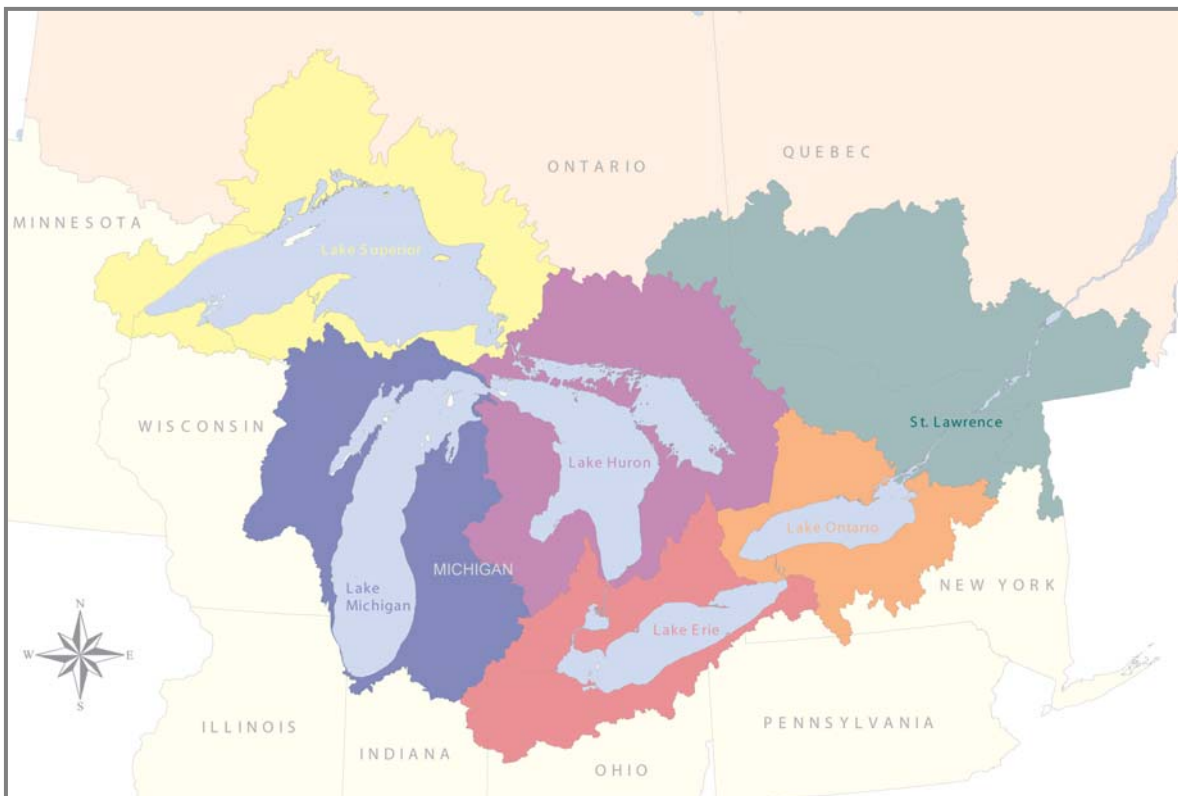 QUEBEC
ONTARIO
MINNESOTA
Lake Superior
St. Lawrence
WISCONSIN
Lake Huron
Lake Ontario
MICHIGAN
NEW YORK
Lake
Michigan
Lake Erie
N
W
E
S
ILLINOIS
PENNSYLVANIA
INDIANA
OHIO